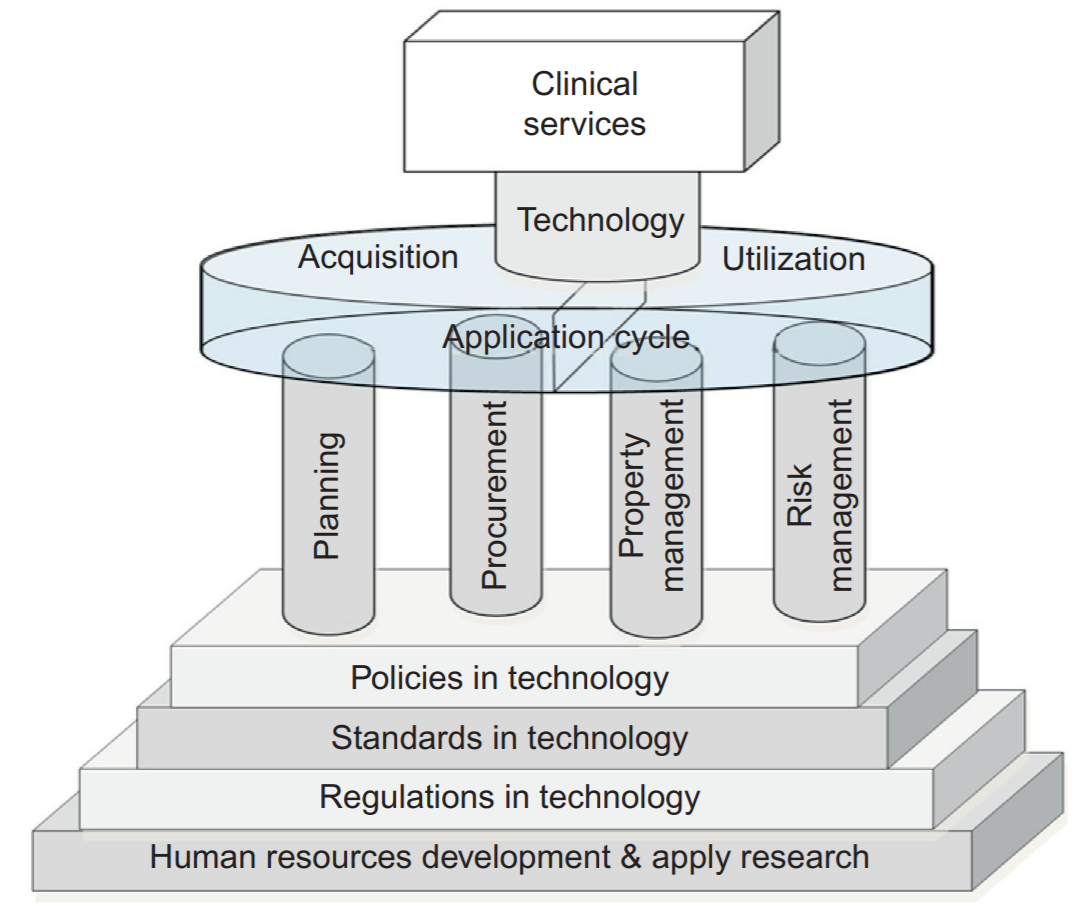 Clinical
services
Technology
Acquisition
Utilization
Application cycle
Planning
Procurement
Property
management
Risk
management
Policies in technology
Standards in technology
Regulations in technology
Human resources development & apply research